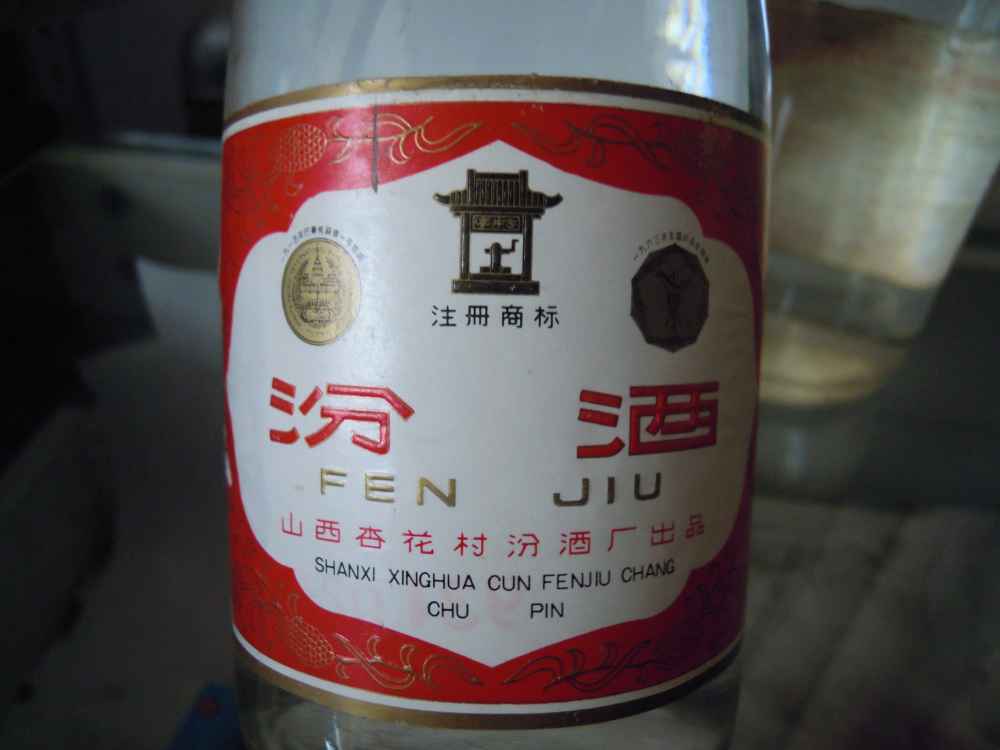 注册商标
汾 酒
FEN JIU
山西杏花村汾酒厂出品
SHANXI XINGHUA CUN FENJIU CHANG
CHU PIN